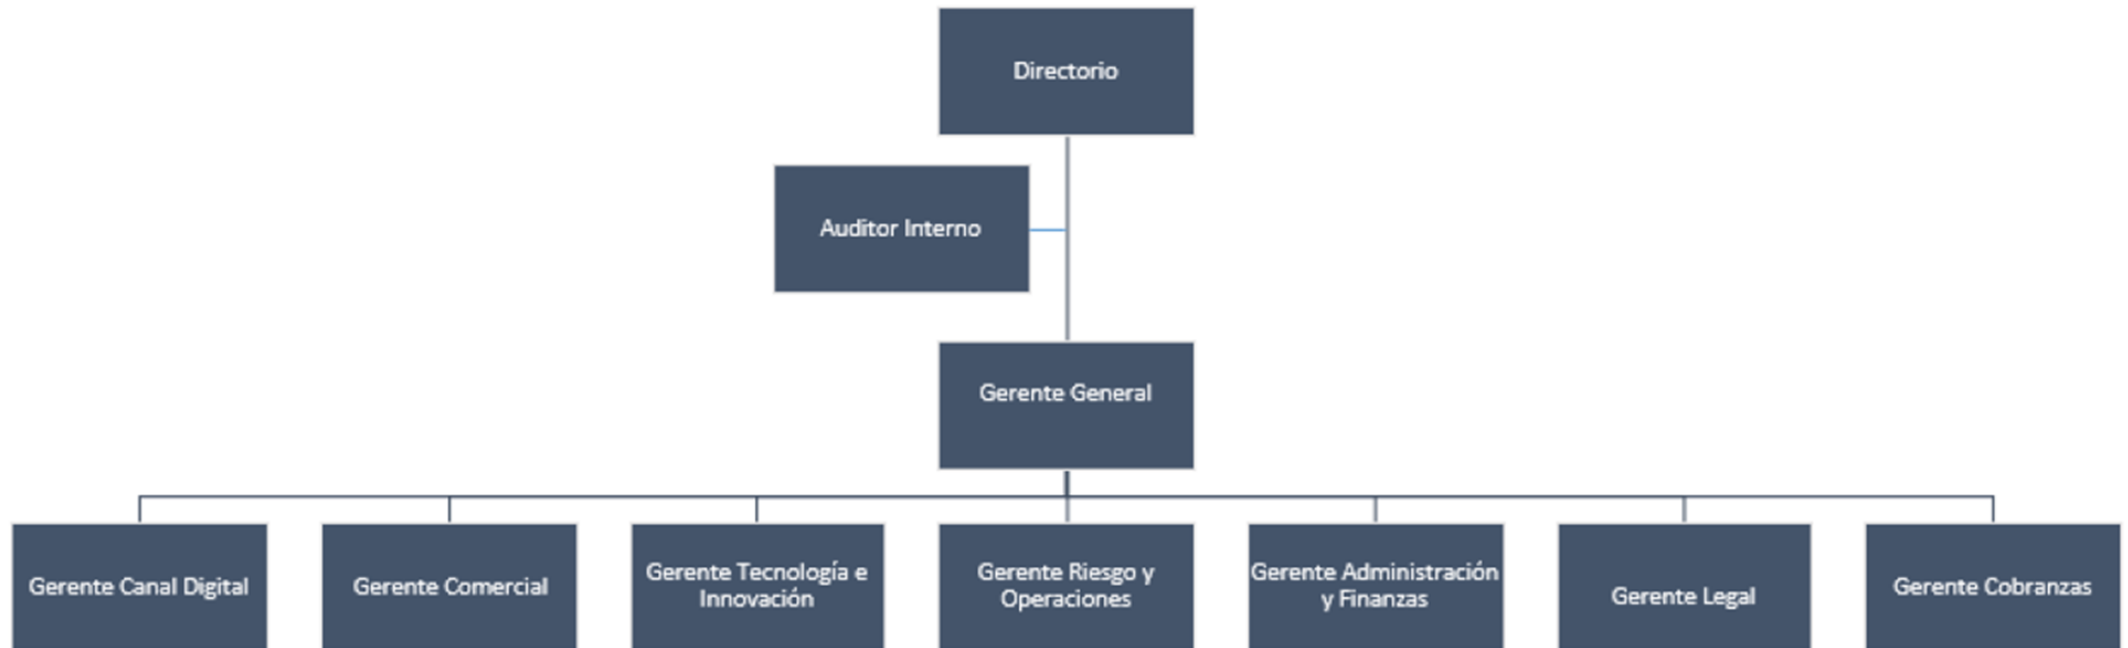 Directorio
Auditor Interno
Gerente General
Gerente Canal Digital
Gerente Comercial
Gerente Tecnología e
Innovación
Gerente Riesgo y
Operaciones
Gerente Administración
y Finanzas
Gerente Legal
Gerente Cobranzas